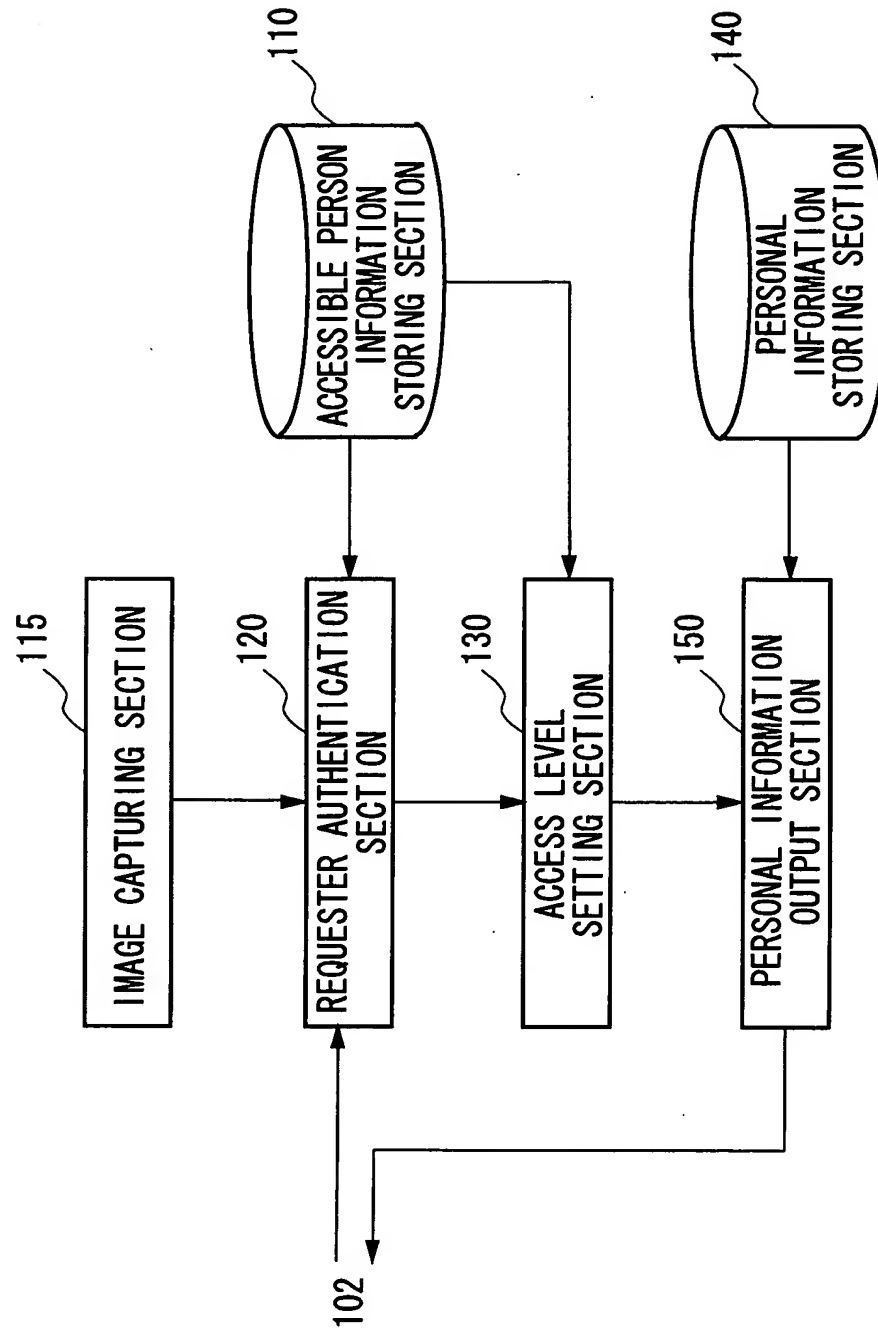 115
IMAGE CAPTURING SECTION
110
120
REQUESTER AUTHENTICATION
SECTION
ACCESSIBLE PERSON
INFORMATION
STORING SECTION
102
130
ACCESS LEVEL
SETTING SECTION
140
150
PERSONAL INFORMATION
OUTPUT SECTION
PERSONAL
INFORMATION
STORING SECTION